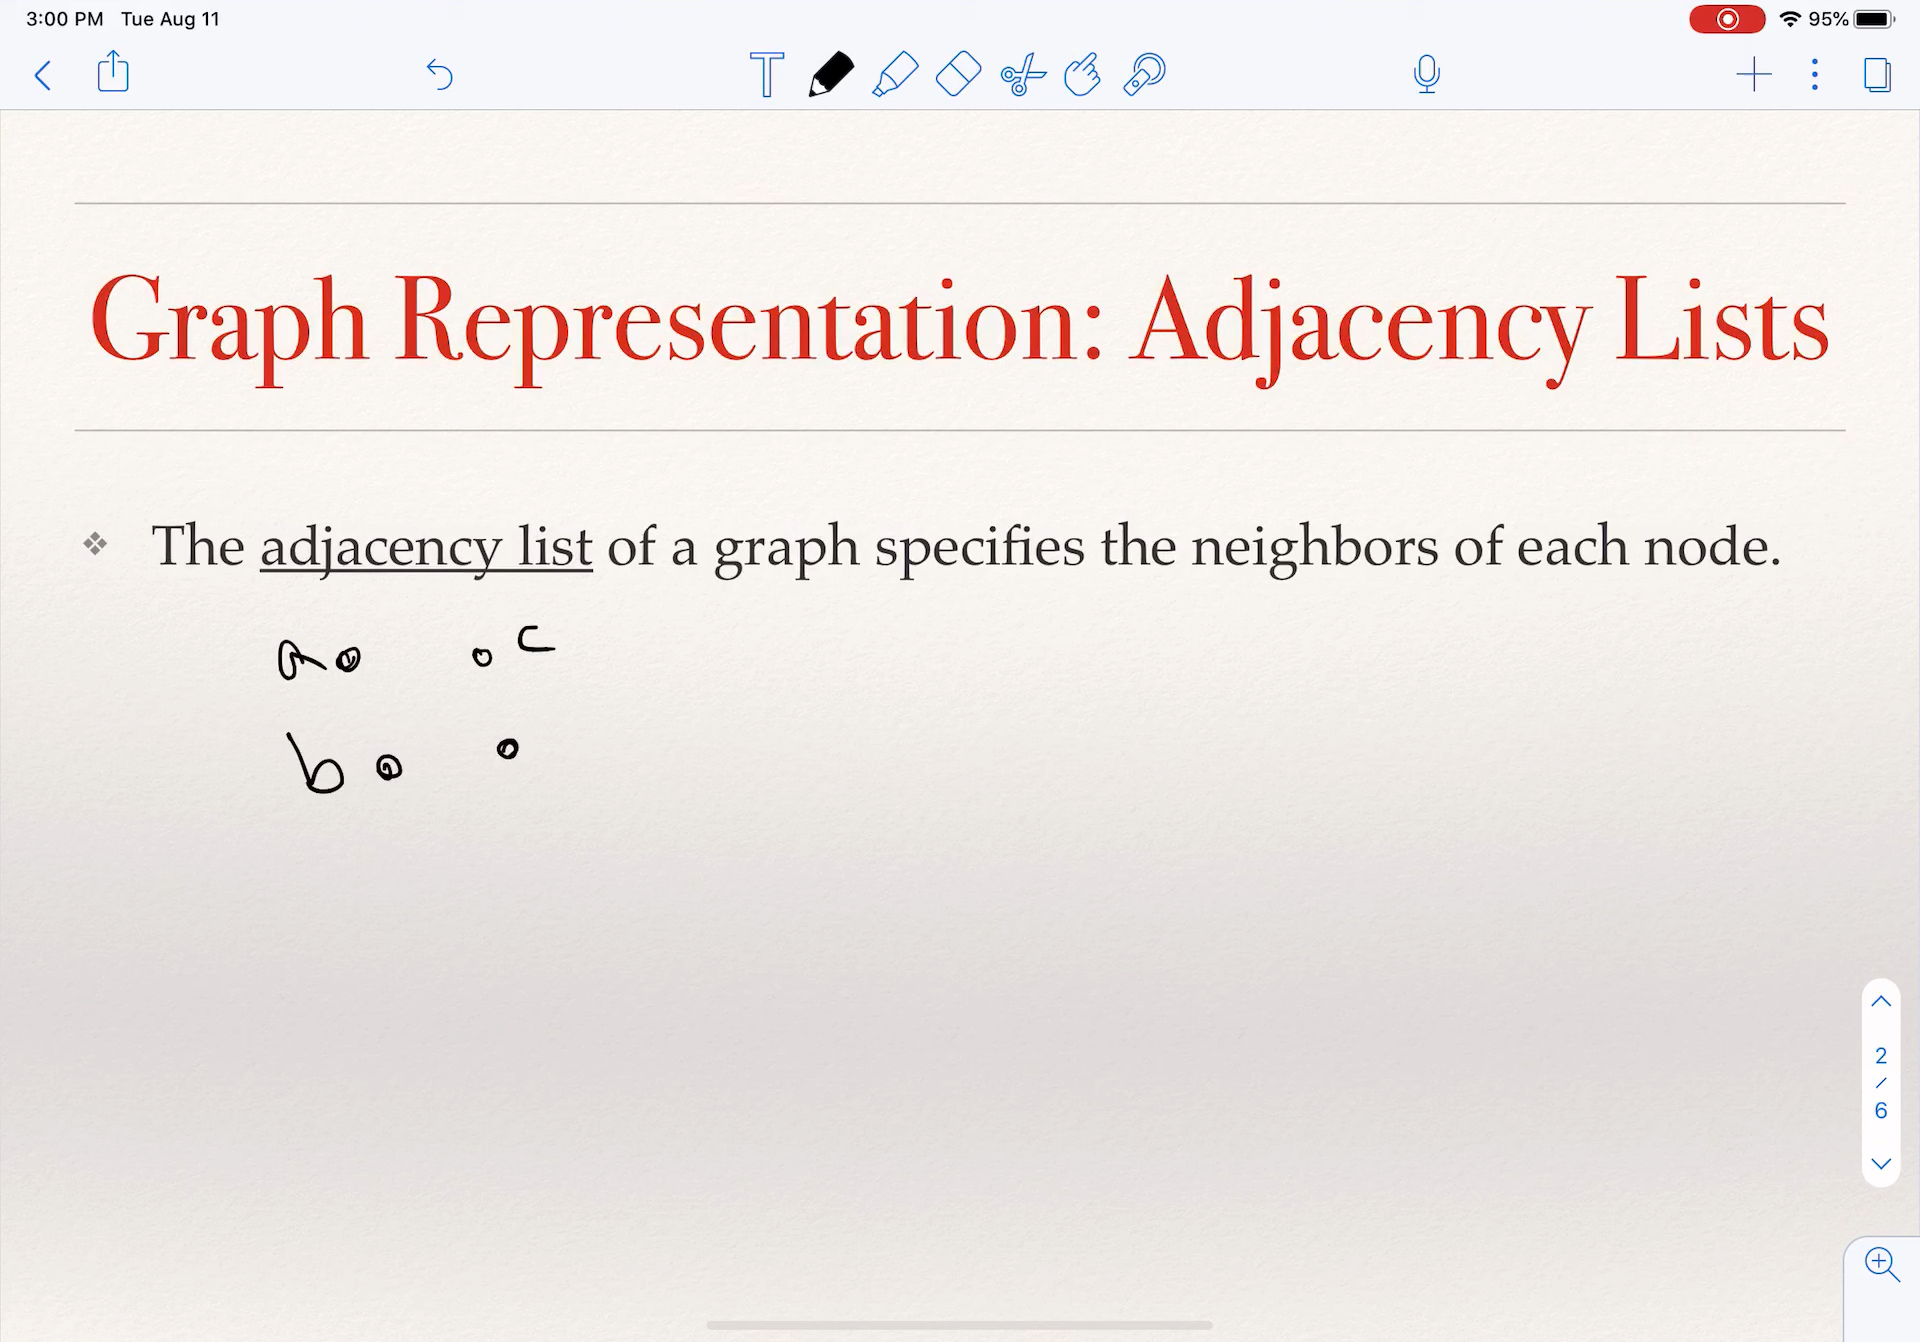 3:00 PM Tue Aug 11
95%
Graph Representation: Adjacency Lists
The adjacency list of a graph specifies the neighbors of each node.
a c
b
2
/
6